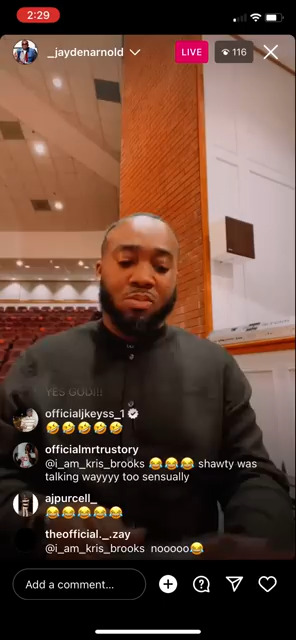 2:29
_jaydenarnold
LIVE
116
YES GOD!!!
officialjkeyss_1
🤣🤣🤣🤣🤣
officialmrtrustory
@i_am_kris_brooks 😂😂😂 shawty was
talking wayyyy too sensually
ajpurcell_
😂😂😂😂😂
theofficial._.zay
@i_am_kris_brooks nooooo😂
Add a comment...